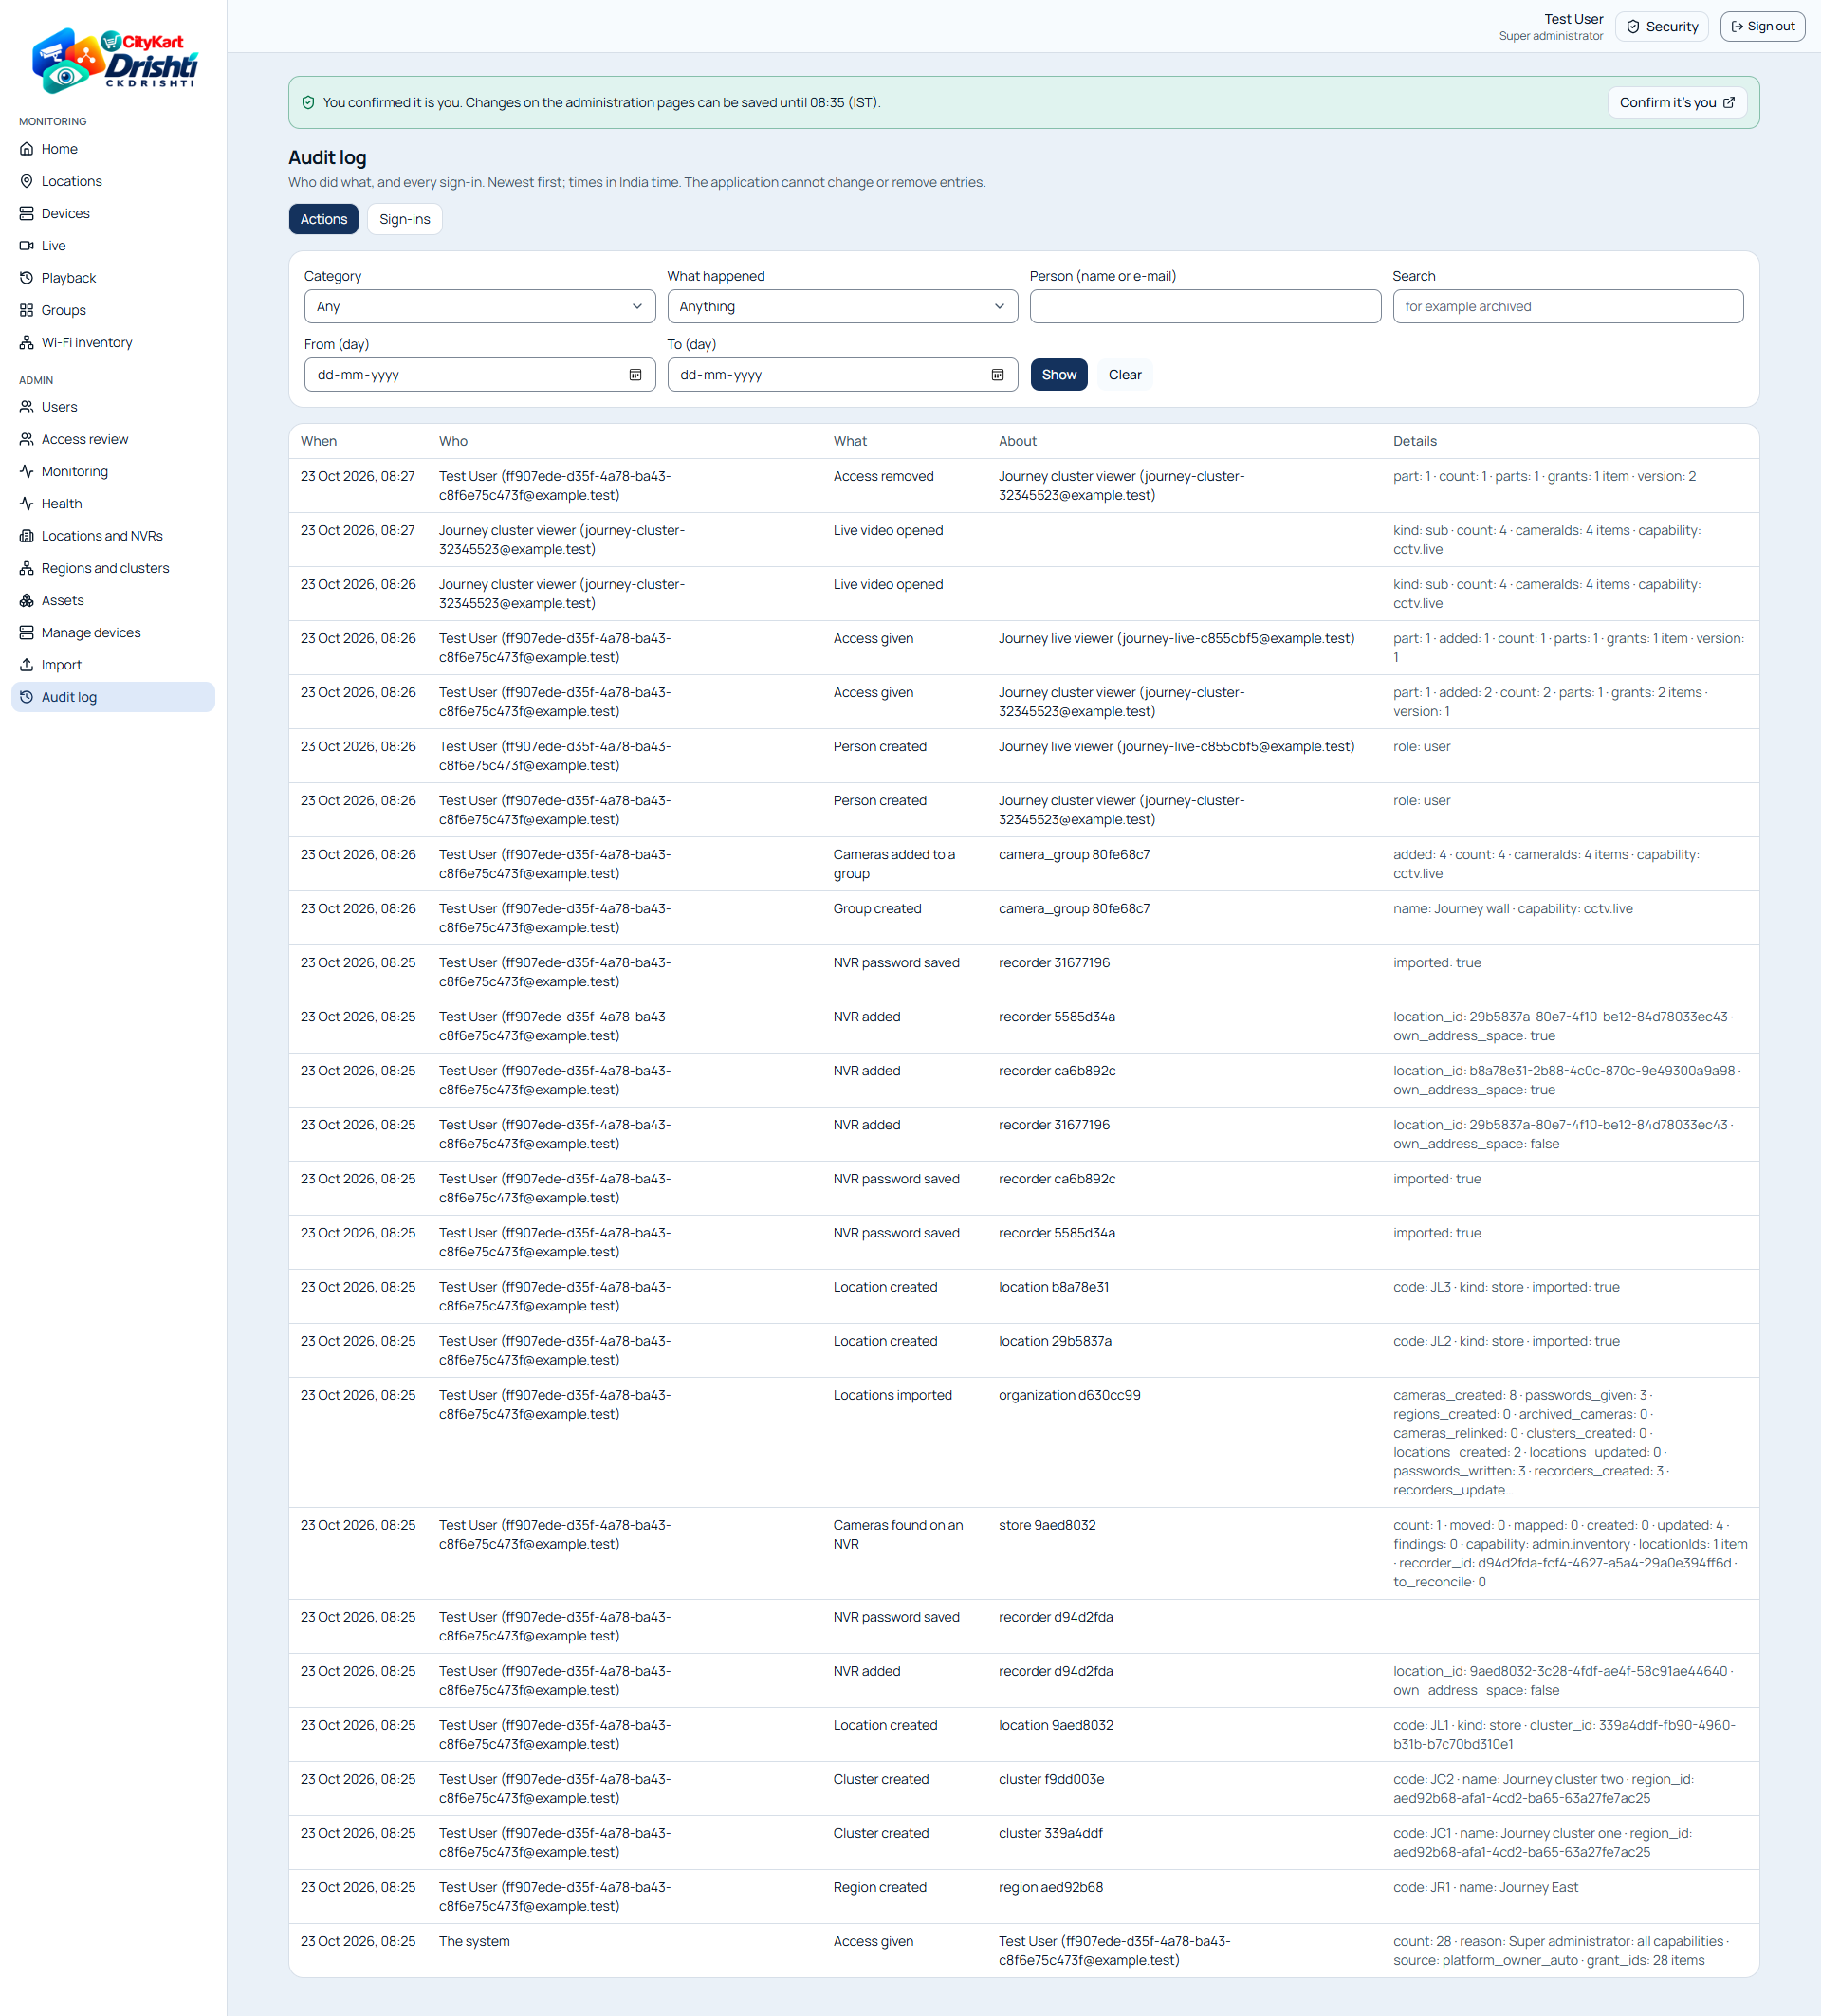 CityKart
Drishti
CKDRISHTI
MONITORING
Home
Locations
Devices
Live
Playback
Groups
Wi-Fi inventory
ADMIN
Users
Access review
Monitoring
Health
Locations and NVRs
Regions and clusters
Assets
Manage devices
Import
Audit log
Test User
Super administrator
Security
Sign out
You confirmed it is you. Changes on the administration pages can be saved until 08:35 (IST).
Confirm it's you
Audit log
Who did what, and every sign-in. Newest first; times in India time. The application cannot change or remove entries.
Actions
Sign-ins
Category
What happened
Person (name or e-mail)
Search
Any
Anything
for example archived
From (day)
To (day)
dd-mm-yyyy
dd-mm-yyyy
Show
Clear
When Who What About Details
23 Oct 2026, 08:27 Test User (ff907ede-d35f-4a78-ba43- Access removed Journey cluster viewer (journey-cluster- part: 1 · count: 1 · parts: 1 · grants: 1 item · version: 2
c8f6e75c473f@example.test) 32345523@example.test)
23 Oct 2026, 08:27 Journey cluster viewer (journey-cluster- Live video opened kind: sub · count: 4 · cameraIds: 4 items · capability:
32345523@example.test) cctv.live
23 Oct 2026, 08:26 Journey cluster viewer (journey-cluster- Live video opened kind: sub · count: 4 · cameraIds: 4 items · capability:
32345523@example.test) cctv.live
23 Oct 2026, 08:26 Test User (ff907ede-d35f-4a78-ba43- Access given Journey live viewer (journey-live-c855cbf5@example.test) part: 1 · added: 1 · count: 1 · parts: 1 · grants: 1 item · version:
c8f6e75c473f@example.test) 1
23 Oct 2026, 08:26 Test User (ff907ede-d35f-4a78-ba43- Access given Journey cluster viewer (journey-cluster- part: 1 · added: 2 · count: 2 · parts: 1 · grants: 2 items ·
c8f6e75c473f@example.test) 32345523@example.test) version: 1
23 Oct 2026, 08:26 Test User (ff907ede-d35f-4a78-ba43- Person created Journey live viewer (journey-live-c855cbf5@example.test) role: user
c8f6e75c473f@example.test)
23 Oct 2026, 08:26 Test User (ff907ede-d35f-4a78-ba43- Person created Journey cluster viewer (journey-cluster- role: user
c8f6e75c473f@example.test) 32345523@example.test)
23 Oct 2026, 08:26 Test User (ff907ede-d35f-4a78-ba43- Cameras added to a camera_group 80fe68c7 added: 4 · count: 4 · cameraIds: 4 items · capability:
c8f6e75c473f@example.test) group cctv.live
23 Oct 2026, 08:26 Test User (ff907ede-d35f-4a78-ba43- Group created camera_group 80fe68c7 name: Journey wall · capability: cctv.live
c8f6e75c473f@example.test)
23 Oct 2026, 08:25 Test User (ff907ede-d35f-4a78-ba43- NVR password saved recorder 31677196 imported: true
c8f6e75c473f@example.test)
23 Oct 2026, 08:25 Test User (ff907ede-d35f-4a78-ba43- NVR added recorder 5585d34a location_id: 29b5837a-80e7-4f10-be12-84d78033ec43 ·
c8f6e75c473f@example.test) own_address_space: true
23 Oct 2026, 08:25 Test User (ff907ede-d35f-4a78-ba43- NVR added recorder ca6b892c location_id: b8a78e31-2b88-4c0c-870c-9e49300a9a98 ·
c8f6e75c473f@example.test) own_address_space: true
23 Oct 2026, 08:25 Test User (ff907ede-d35f-4a78-ba43- NVR added recorder 31677196 location_id: 29b5837a-80e7-4f10-be12-84d78033ec43 ·
c8f6e75c473f@example.test) own_address_space: false
23 Oct 2026, 08:25 Test User (ff907ede-d35f-4a78-ba43- NVR password saved recorder ca6b892c imported: true
c8f6e75c473f@example.test)
23 Oct 2026, 08:25 Test User (ff907ede-d35f-4a78-ba43- NVR password saved recorder 5585d34a imported: true
c8f6e75c473f@example.test)
23 Oct 2026, 08:25 Test User (ff907ede-d35f-4a78-ba43- Location created location b8a78e31 code: JL3 · kind: store · imported: true
c8f6e75c473f@example.test)
23 Oct 2026, 08:25 Test User (ff907ede-d35f-4a78-ba43- Location created location 29b5837a code: JL2 · kind: store · imported: true
c8f6e75c473f@example.test)
23 Oct 2026, 08:25 Test User (ff907ede-d35f-4a78-ba43- Locations imported organization d630cc99 cameras_created: 8 · passwords_given: 3 ·
c8f6e75c473f@example.test) regions_created: 0 · archived_cameras: 0 ·
cameras_relinked: 0 · clusters_created: 0 ·
locations_created: 2 · locations_updated: 0 ·
passwords_written: 3 · recorders_created: 3 ·
recorders_update…
23 Oct 2026, 08:25 Test User (ff907ede-d35f-4a78-ba43- Cameras found on an store 9aed8032 count: 1 · moved: 0 · mapped: 0 · created: 0 · updated: 4 ·
c8f6e75c473f@example.test) NVR findings: 0 · capability: admin.inventory · locationIds: 1 item
· recorder_id: d94d2fda-fcf4-4627-a5a4-29a0e394ff6d ·
to_reconcile: 0
23 Oct 2026, 08:25 Test User (ff907ede-d35f-4a78-ba43- NVR password saved recorder d94d2fda
c8f6e75c473f@example.test)
23 Oct 2026, 08:25 Test User (ff907ede-d35f-4a78-ba43- NVR added recorder d94d2fda location_id: 9aed8032-3c28-4fdf-ae4f-58c91ae44640 ·
c8f6e75c473f@example.test) own_address_space: false
23 Oct 2026, 08:25 Test User (ff907ede-d35f-4a78-ba43- Location created location 9aed8032 code: JL1 · kind: store · cluster_id: 339a4ddf-fb90-4960-
c8f6e75c473f@example.test) b31b-b7c70bd310e1
23 Oct 2026, 08:25 Test User (ff907ede-d35f-4a78-ba43- Cluster created cluster f9dd003e code: JC2 · name: Journey cluster two · region_id:
c8f6e75c473f@example.test) aed92b68-afa1-4cd2-ba65-63a27fe7ac25
23 Oct 2026, 08:25 Test User (ff907ede-d35f-4a78-ba43- Cluster created cluster 339a4ddf code: JC1 · name: Journey cluster one · region_id:
c8f6e75c473f@example.test) aed92b68-afa1-4cd2-ba65-63a27fe7ac25
23 Oct 2026, 08:25 Test User (ff907ede-d35f-4a78-ba43- Region created region aed92b68 code: JR1 · name: Journey East
c8f6e75c473f@example.test)
23 Oct 2026, 08:25 The system Access given Test User (ff907ede-d35f-4a78-ba43- count: 28 · reason: Super administrator: all capabilities ·
c8f6e75c473f@example.test) source: platform_owner_auto · grant_ids: 28 items